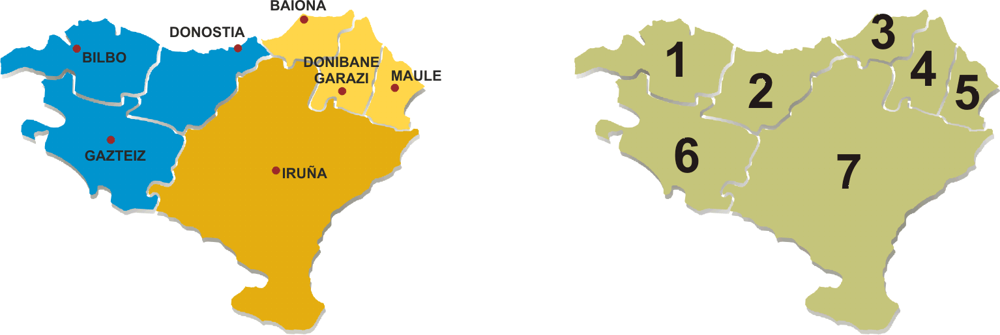 BAIONA
DONOSTIA
BILBO
DONIBANE
GARAZI
MAULE
GAZTEIZ
IRUÑA
1
2
3
4
5
6
7